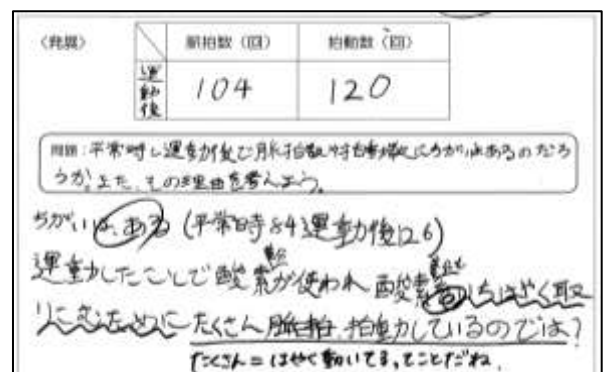 〈発展〉
脈拍数（回） 拍動数（回）
運動後 104 120
問題：平常時と運動後で脈拍数や拍動数にちがいはあるのだろ
うか。また、その理由を考えよう。
ちがいは、ある（平常時84運動後126）
運動したことで酸素が使われ 酸素を いちはやく取
りこむために たくさん 拍動しているのでは？
たくさん＝はやく動いてる、てことだね。